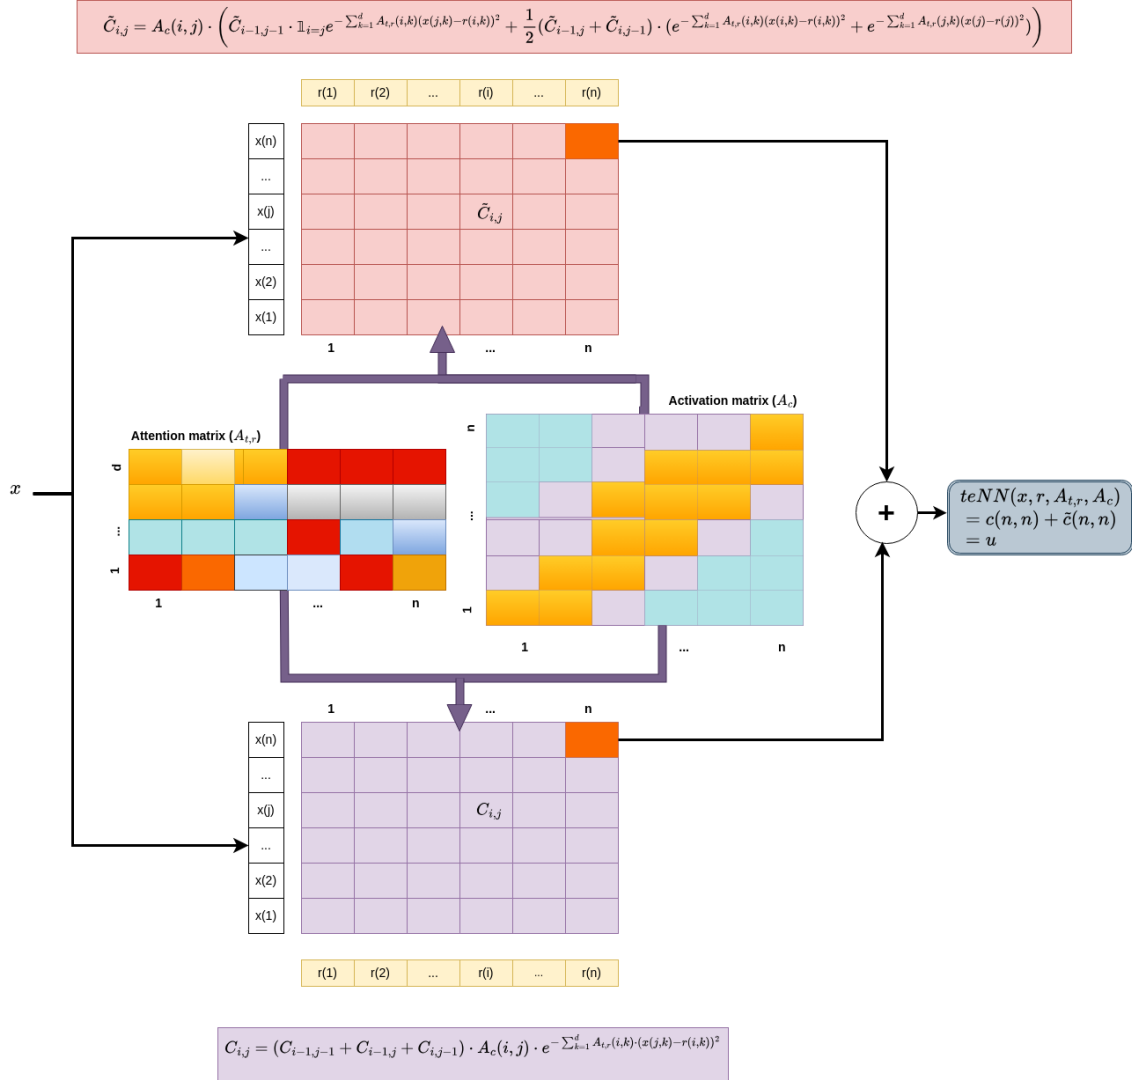 C̃_{i,j} = A_c(i,j) · ( C̃_{i−1,j−1} · 𝟙_{i=j} e^{−∑_{k=1}^{d} A_{t,r}(i,k)(x(j,k)−r(i,k))^2} + 1/2 (C̃_{i−1,j} + C̃_{i,j−1}) · (e^{−∑_{k=1}^{d} A_{t,r}(i,k)(x(i,k)−r(i,k))^2} + e^{−∑_{k=1}^{d} A_{t,r}(j,k)(x(j)−r(j))^2}) )
r(1) r(2) ... r(i) ... r(n)
x(n)
...
x(j) C̃_{i,j}
...
x(2)
x(1)
1 ... n
Activation matrix (A_c)
Attention matrix (A_{t,r})
n
d
...
...
1
1
1 ... n
1 ... n
x
+
teNN(x, r, A_{t,r}, A_c)
= c(n,n) + c̃(n,n)
= u
1 ... n
x(n)
...
x(j) C_{i,j}
...
x(2)
x(1)
r(1) r(2) ... r(i) ... r(n)
C_{i,j} = (C_{i−1,j−1} + C_{i−1,j} + C_{i,j−1}) · A_c(i,j) · e^{−∑_{k=1}^{d} A_{t,r}(i,k)·(x(j,k)−r(i,k))^2}